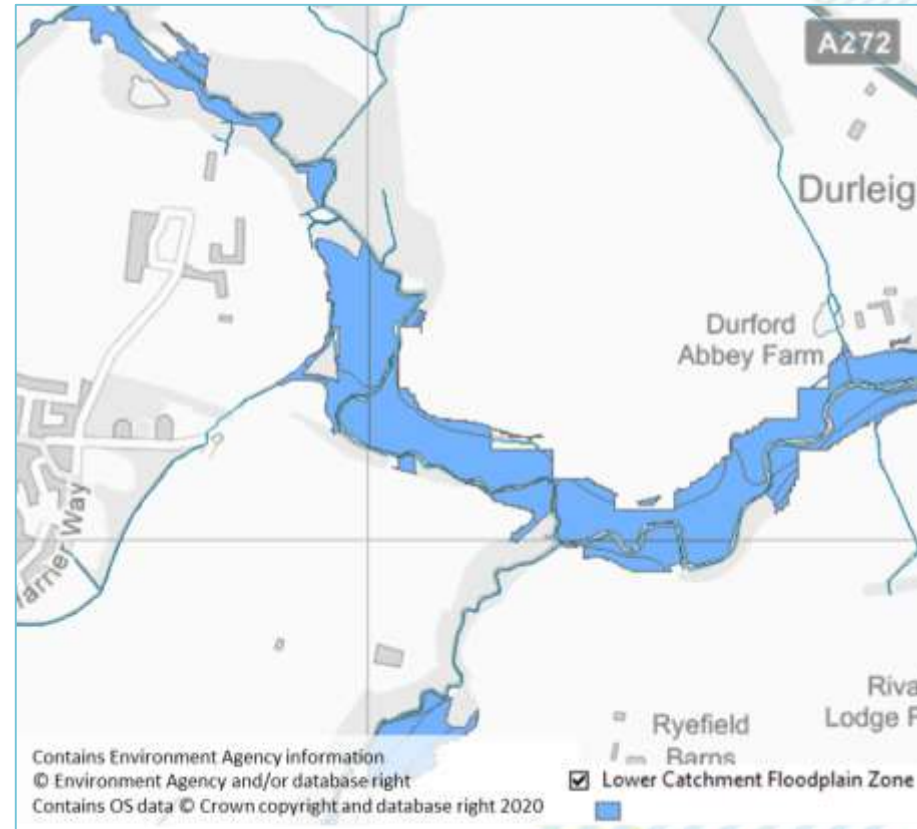 A272
Durleig
Durford
Abbey Farm
Harrier Way
Riva
Lodge F
Ryefield
Barns
Contains Environment Agency information
© Environment Agency and/or database right
Contains OS data © Crown copyright and database right 2020
Lower Catchment Floodplain Zone